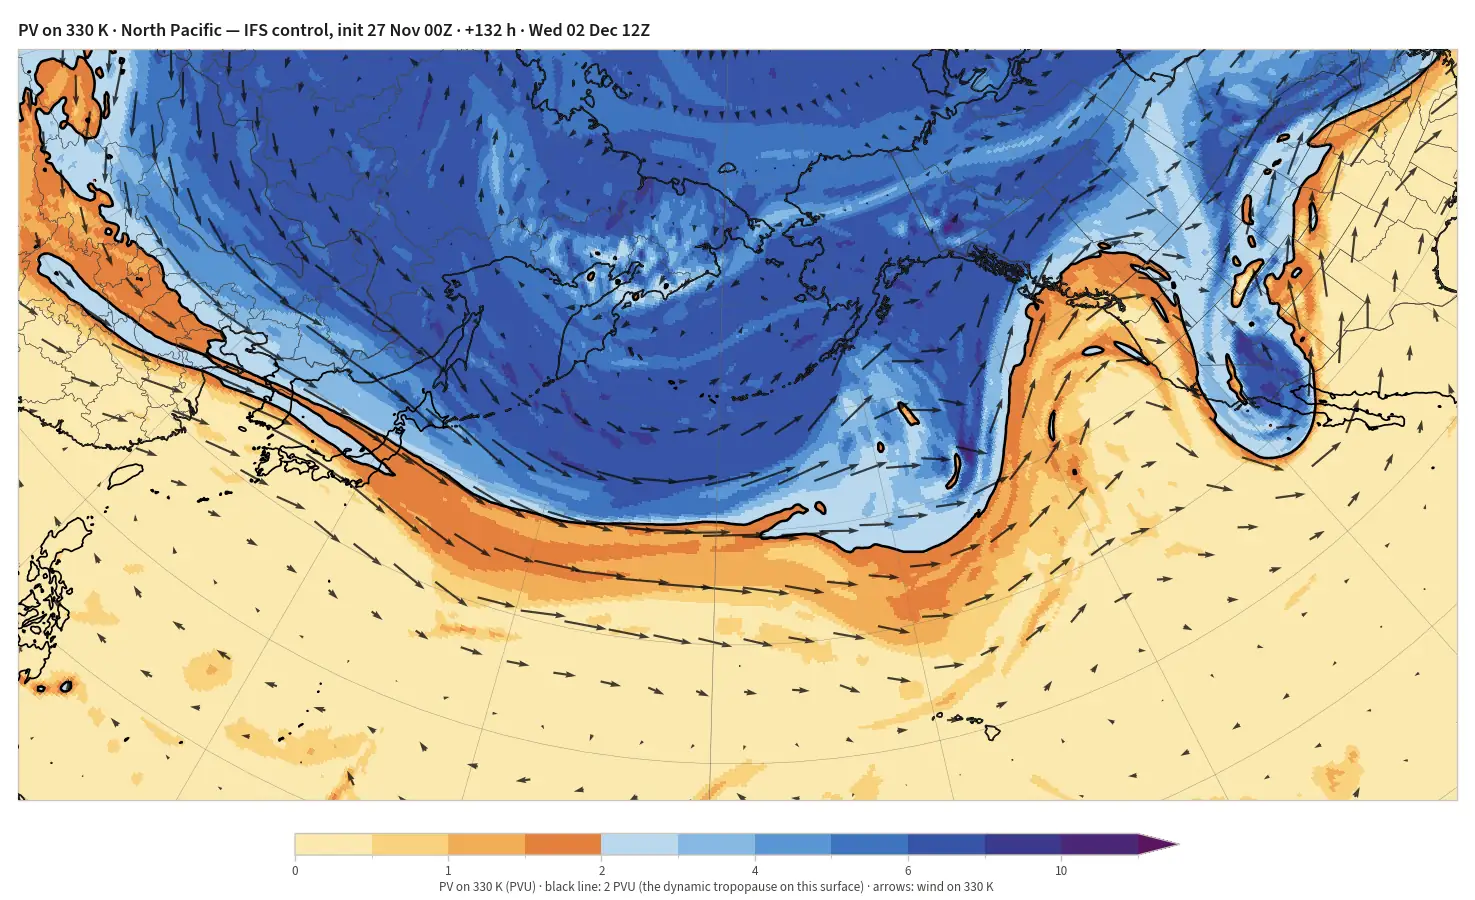 PV on 330 K · North Pacific — IFS control, init 27 Nov 00Z · +132 h · Wed 02 Dec 12Z
0 1 2 4 6 10
PV on 330 K (PVU) · black line: 2 PVU (the dynamic tropopause on this surface) · arrows: wind on 330 K